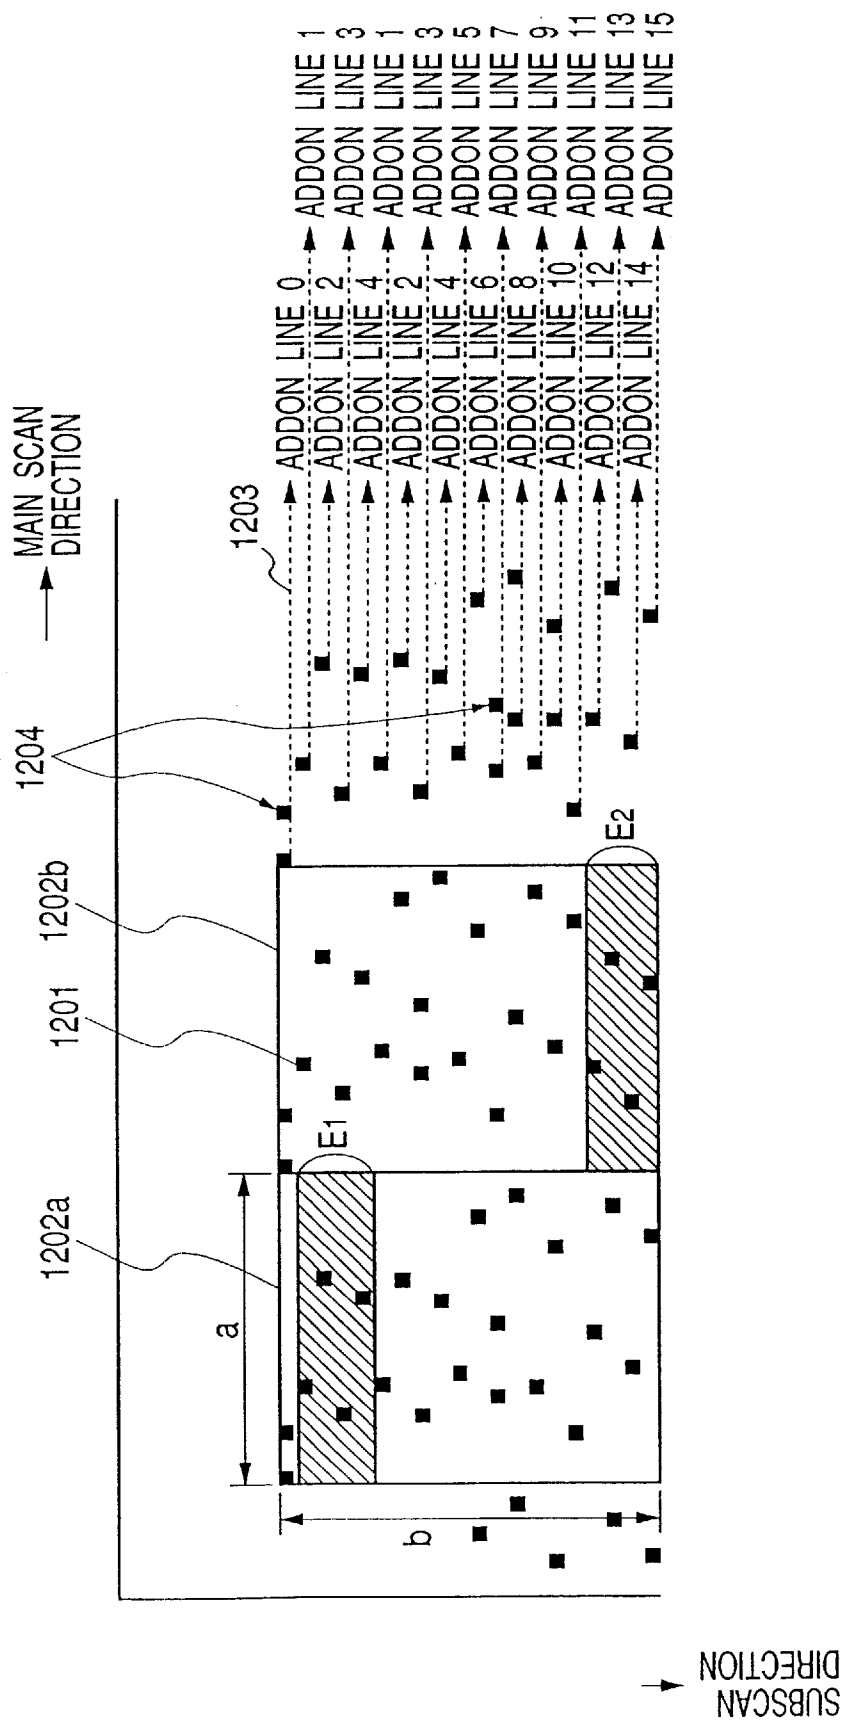 MAIN SCAN
DIRECTION
SUBSCAN
DIRECTION
1202a
1201
1202b
1204
1203
a
b
E1
E2
ADDON LINE 0
ADDON LINE 1
ADDON LINE 2
ADDON LINE 3
ADDON LINE 4
ADDON LINE 1
ADDON LINE 2
ADDON LINE 3
ADDON LINE 4
ADDON LINE 5
ADDON LINE 6
ADDON LINE 7
ADDON LINE 8
ADDON LINE 9
ADDON LINE 10
ADDON LINE 11
ADDON LINE 12
ADDON LINE 13
ADDON LINE 14
ADDON LINE 15